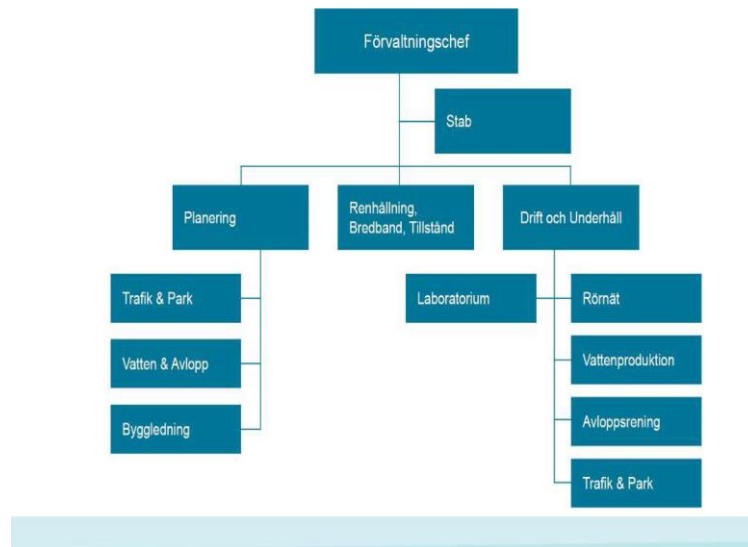 Förvaltningschef
Stab
Planering
Renhållning,
Bredband, Tillstånd
Drift och Underhåll
Trafik & Park
Vatten & Avlopp
Byggledning
Laboratorium
Rörnät
Vattenproduktion
Avloppsrening
Trafik & Park